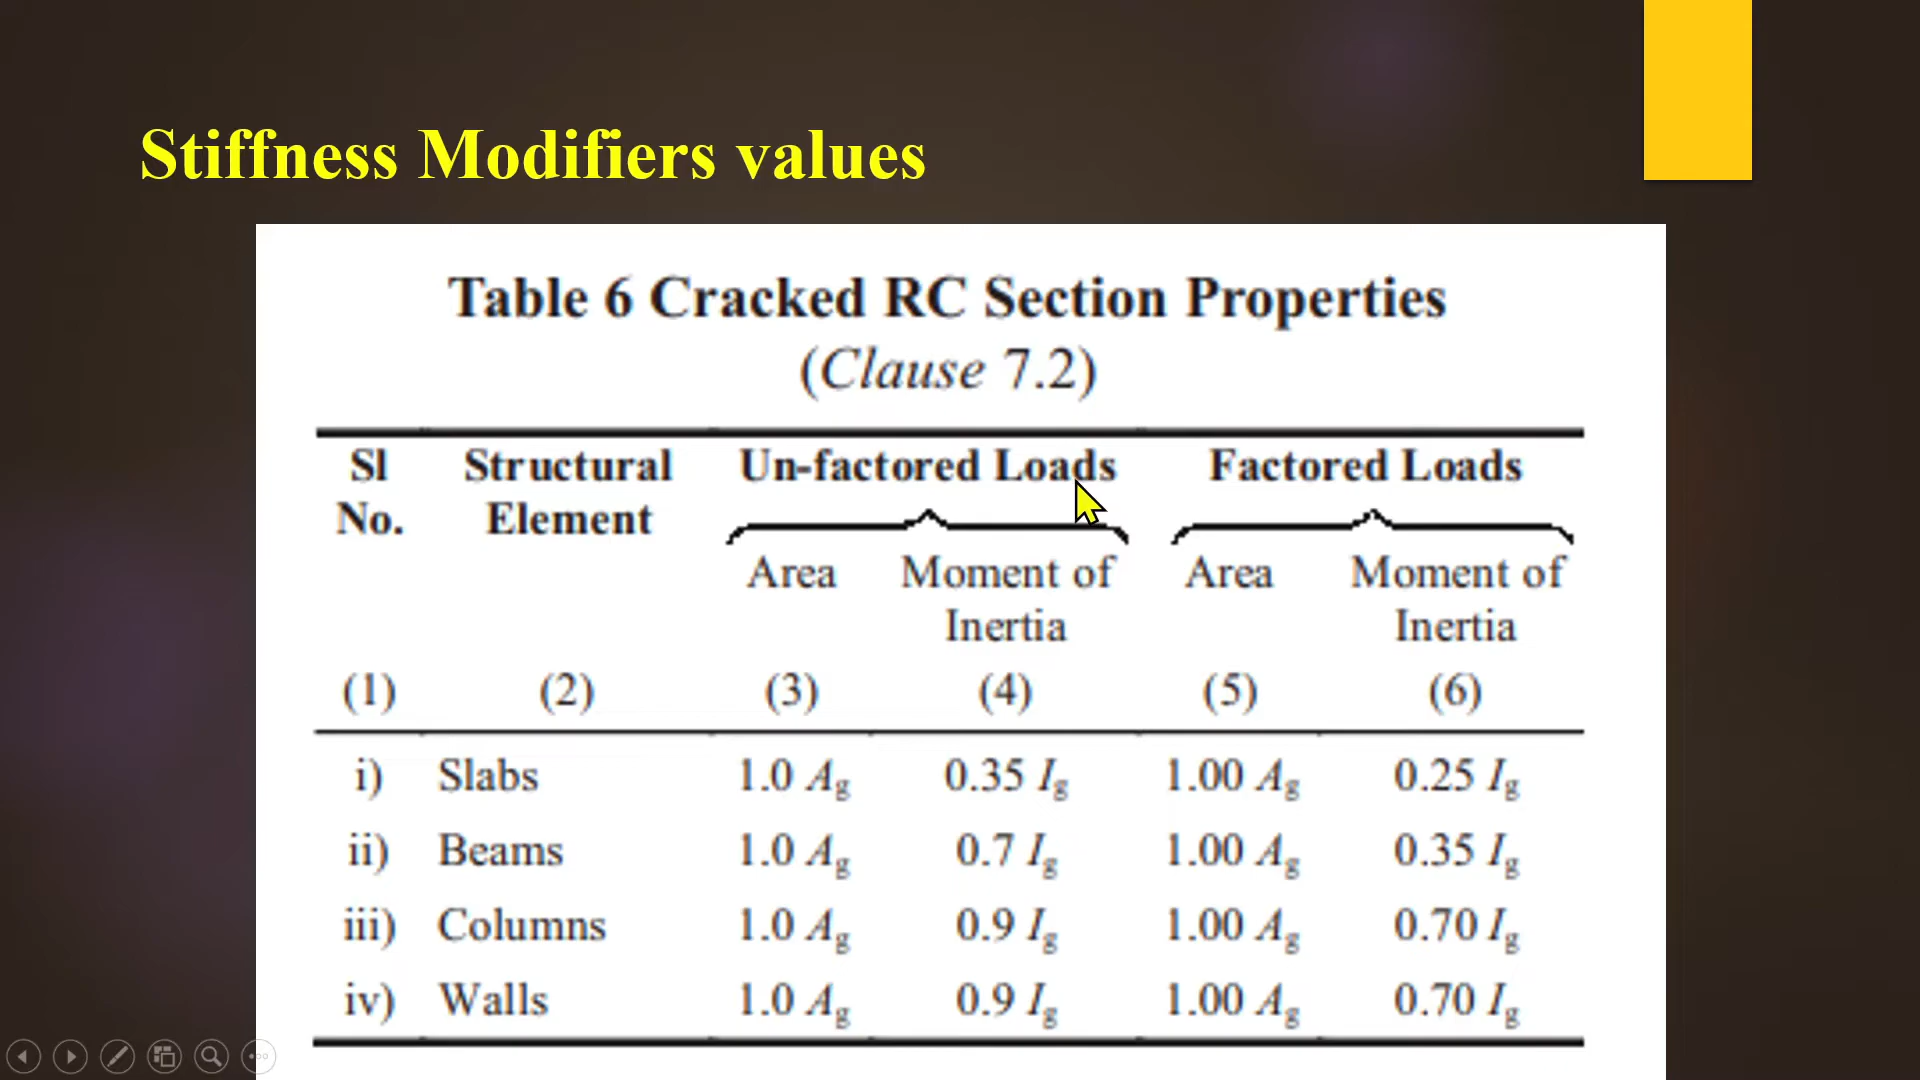 Stiffness Modifiers values
Table 6 Cracked RC Section Properties
(Clause 7.2)
Sl No. Structural Element Un-factored Loads Factored Loads
Area Moment of Inertia Area Moment of Inertia
(1) (2) (3) (4) (5) (6)
i) Slabs 1.0 Ag 0.35 Ig 1.00 Ag 0.25 Ig
ii) Beams 1.0 Ag 0.7 Ig 1.00 Ag 0.35 Ig
iii) Columns 1.0 Ag 0.9 Ig 1.00 Ag 0.70 Ig
iv) Walls 1.0 Ag 0.9 Ig 1.00 Ag 0.70 Ig